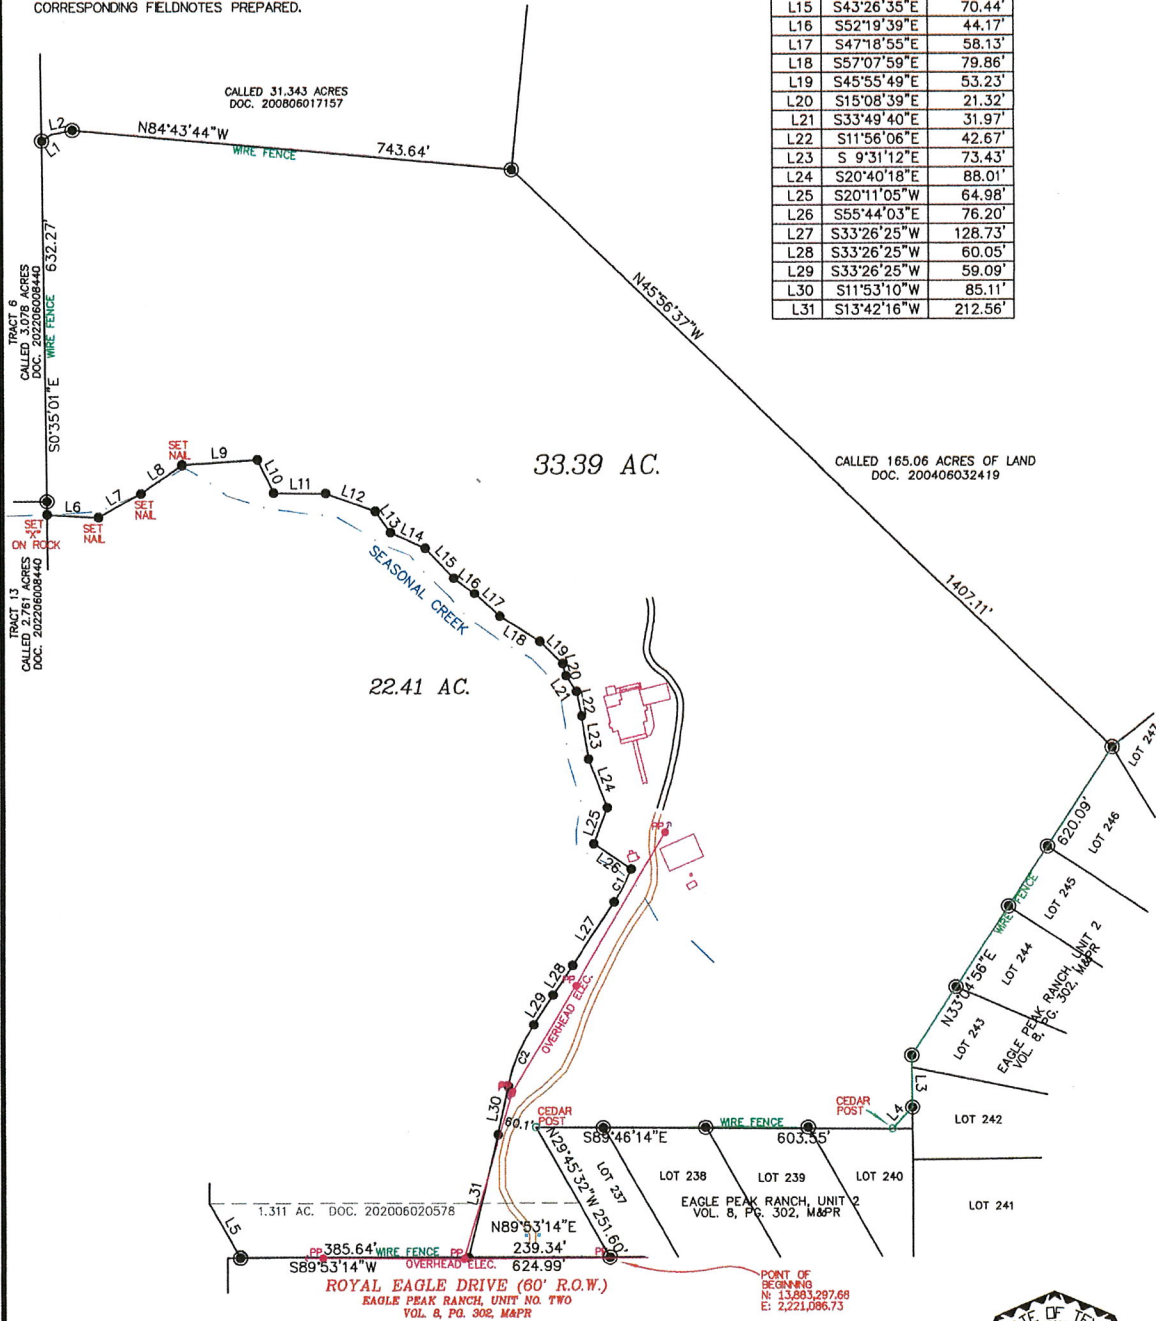 CORRESPONDING FIELDNOTES PREPARED.
L15 S43°26'35"E 70.44'
L16 S52°19'39"E 44.17'
L17 S47°18'55"E 58.13'
L18 S57°07'59"E 79.86'
L19 S45°55'49"E 53.23'
L20 S15°08'39"E 21.32'
L21 S33°49'40"E 31.97'
L22 S11°56'06"E 42.67'
L23 S 9°31'12"E 73.43'
L24 S20°40'18"E 88.01'
L25 S20°11'05"W 64.98'
L26 S55°44'03"E 76.20'
L27 S33°26'25"W 128.73'
L28 S33°26'25"W 60.05'
L29 S33°26'25"W 59.09'
L30 S11°53'10"W 85.11'
L31 S13°42'16"W 212.56'
CALLED 31.343 ACRES
DOC. 200806017157
L2
L1
N84°43'44"W
WIRE FENCE
743.64'
632.27'
WIRE FENCE
S0°35'01"E
TRACT 6
CALLED 3.078 ACRES
DOC. 202206008440
N45°56'37"W
1407.11'
33.39 AC.
CALLED 165.06 ACRES OF LAND
DOC. 200406032419
SET
NAIL
L9
L8
L10
L7
L11
L6
SET
NAIL
L12
SET
"X"
ON ROCK
SET
NAIL
L13
L14
L15
L16
L17
L18
L19
L20
L21
L22
L23
L24
L25
L26
SEASONAL CREEK
TRACT 13
CALLED 2.761 ACRES
DOC. 202206008440
22.41 AC.
PP
C1
L27
L28
PP
L29
OVERHEAD ELEC.
C2
PP
L30
L31
LOT 247
620.09'
LOT 246
WIRE FENCE
LOT 245
LOT 244
N33°04'56"E
LOT 243
EAGLE PEAK RANCH, UNIT 2
VOL. 8, PG. 302, M&PR
L3
L4
CEDAR
POST
LOT 242
LOT 241
60.1'
CEDAR
POST
S89°46'14"E
WIRE FENCE
603.55'
N29°45'32"W 251.60'
LOT 237
LOT 238
LOT 239
LOT 240
EAGLE PEAK RANCH, UNIT 2
VOL. 8, PG. 302, M&PR
1.311 AC. DOC. 202006020578
L5
N89°53'14"E
PP 385.64' WIRE FENCE PP 239.34' PP
S89°53'14"W OVERHEAD ELEC. 624.99'
ROYAL EAGLE DRIVE (60' R.O.W.)
EAGLE PEAK RANCH, UNIT NO. TWO
VOL. 8, PG. 302, M&PR
POINT OF
BEGINNING
N: 13,883,297.68
E: 2,221,086.73